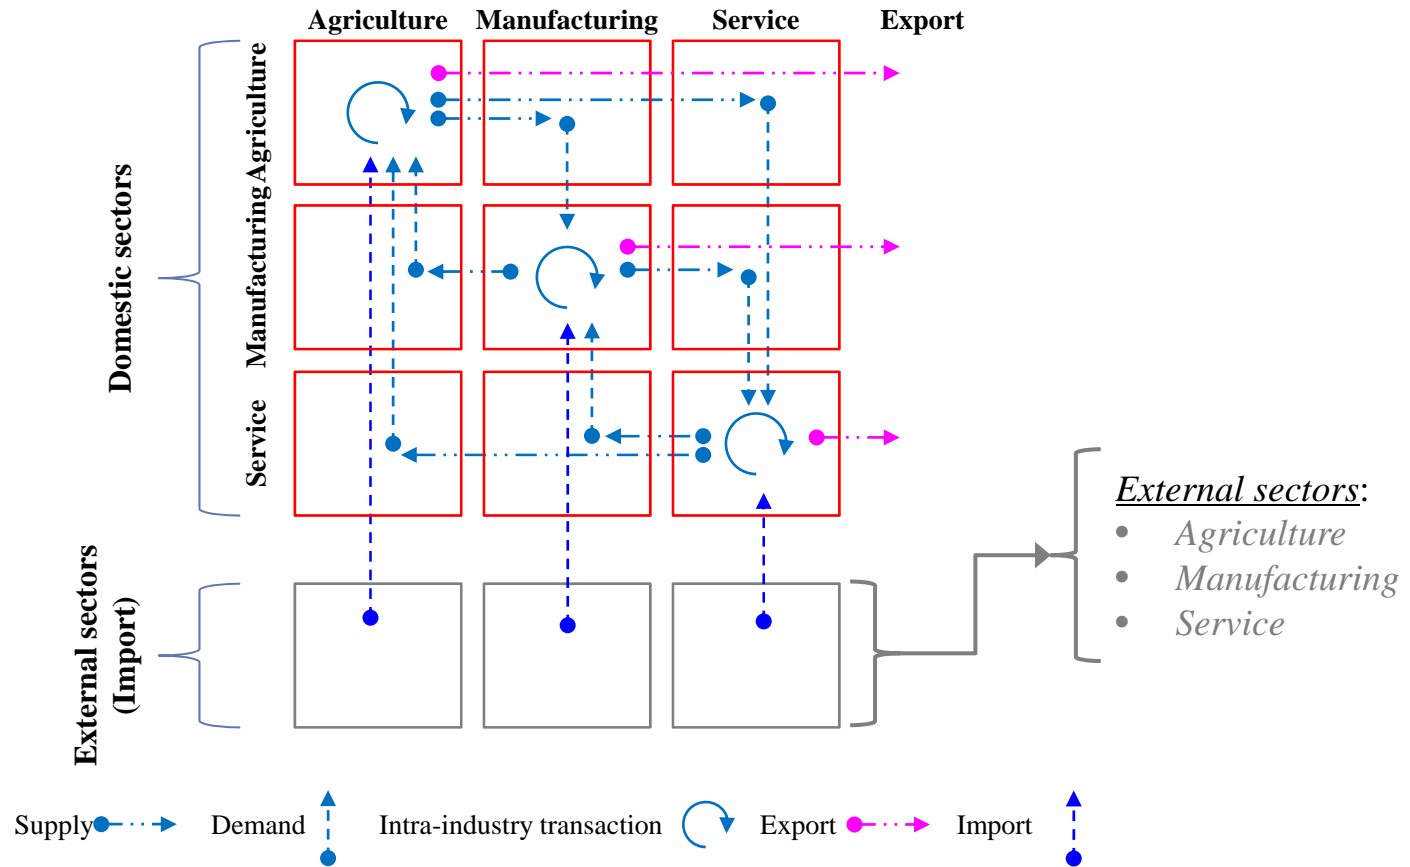 Agriculture Manufacturing Service Export
Domestic sectors
Agriculture
Manufacturing
Service
External sectors
(Import)
External sectors:
• Agriculture
• Manufacturing
• Service
Supply Demand Intra-industry transaction Export Import